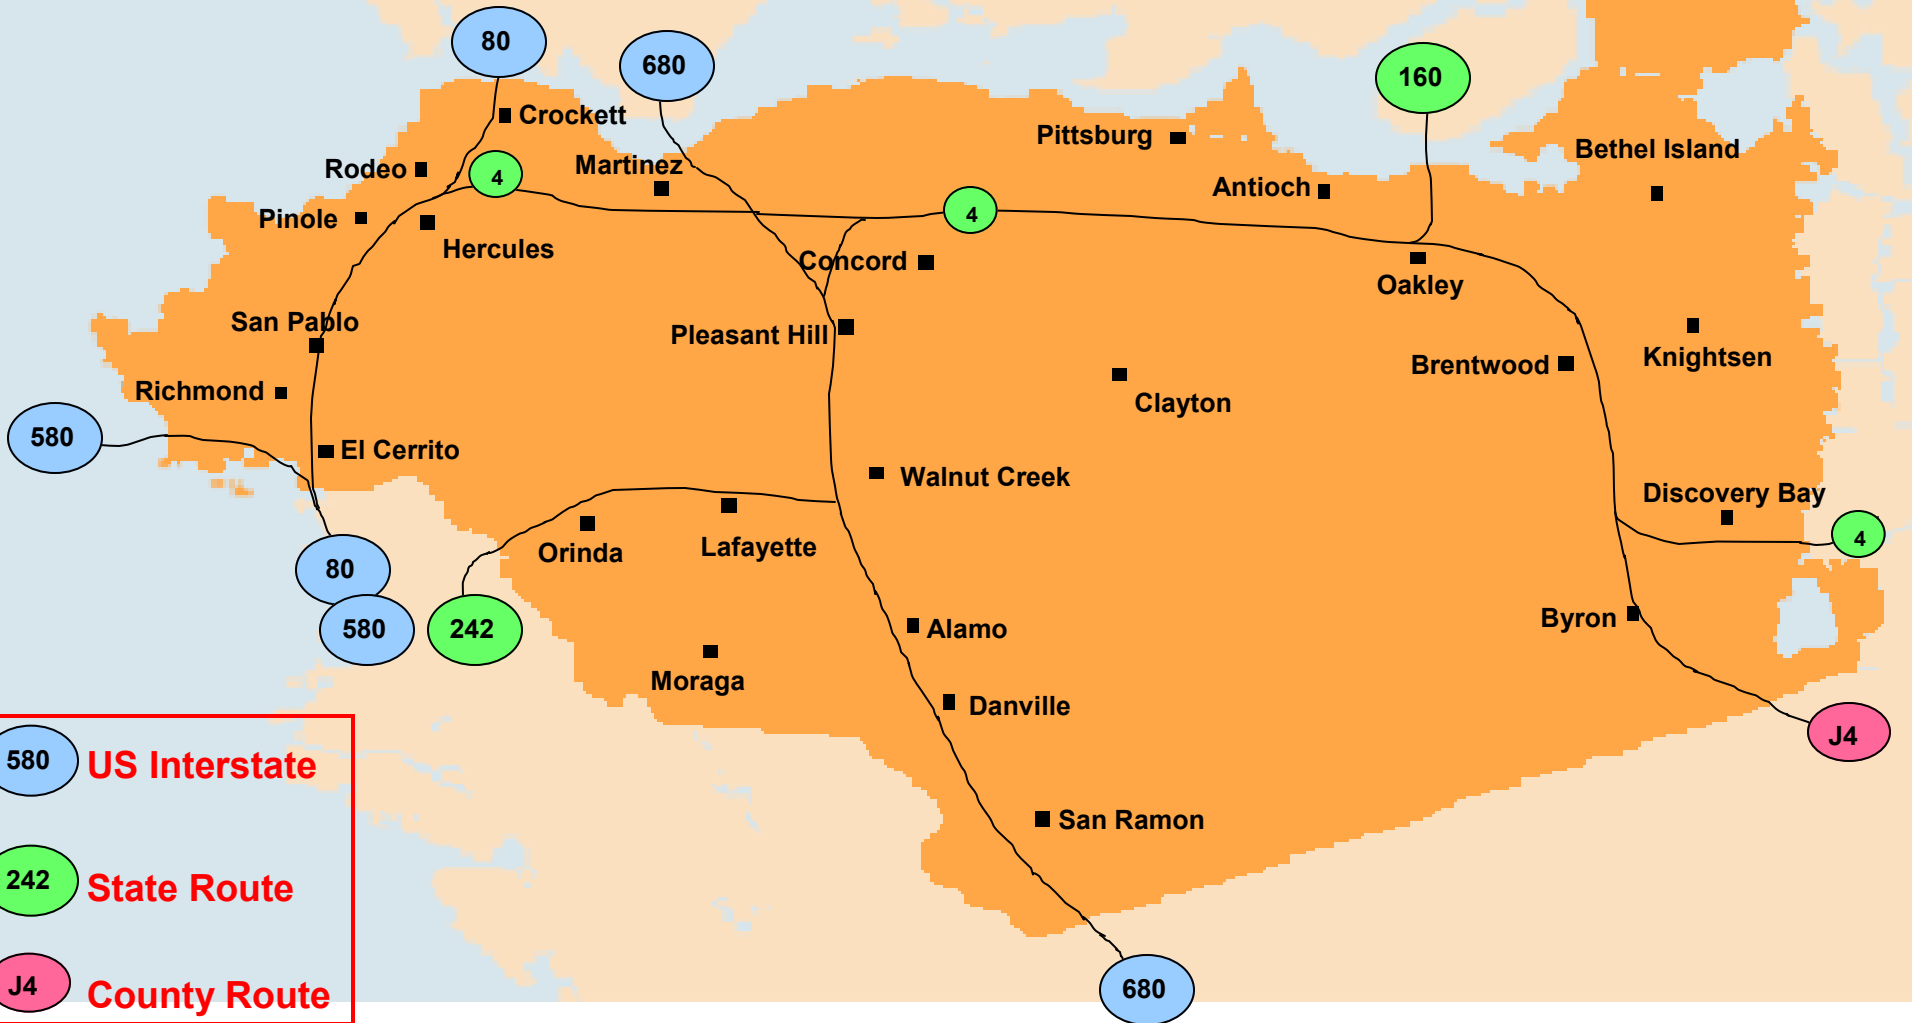 80
680
160
Crockett
Pittsburg
Bethel Island
Rodeo
4
Martinez
Antioch
Pinole
4
Hercules
Concord
Oakley
San Pablo
Pleasant Hill
Brentwood
Knightsen
Richmond
Clayton
580
El Cerrito
Walnut Creek
Discovery Bay
Orinda
Lafayette
4
80
580
242
Alamo
Byron
Moraga
Danville
J4
580 US Interstate
San Ramon
242 State Route
J4 County Route
680